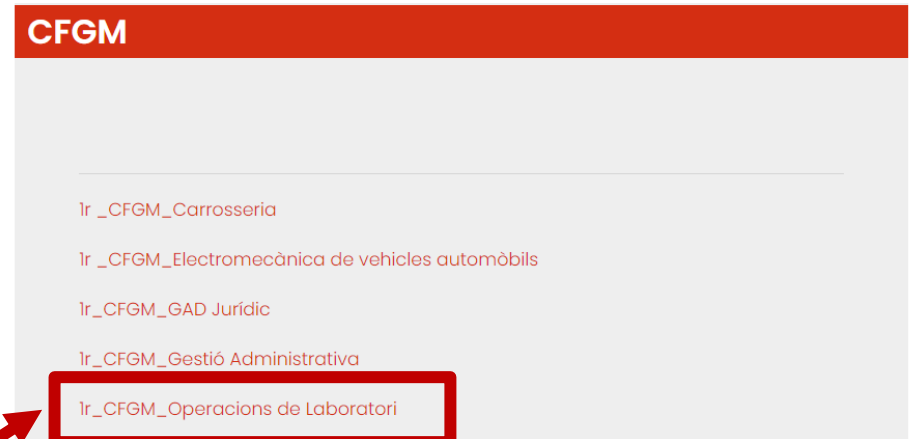 CFGM
1r _CFGM_Carrosseria
1r _CFGM_Electromecànica de vehicles automòbils
1r_CFGM_GAD Jurídic
1r_CFGM_Gestió Administrativa
1r_CFGM_Operacions de Laboratori